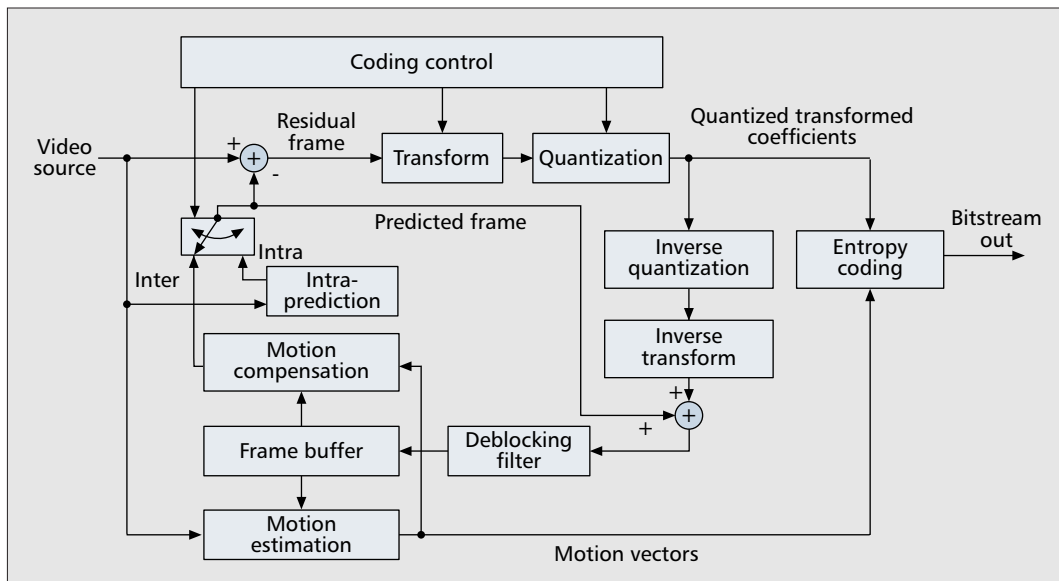 Coding control
Quantized transformed
coefficients
Residual
frame
Video
source
+
+
-
Transform
Quantization
Predicted frame
Bitstream
out
Intra
Inter
Inverse
quantization
Entropy
coding
Intra-
prediction
Inverse
transform
Motion
compensation
+
+
+
Frame buffer
Deblocking
filter
Motion
estimation
Motion vectors